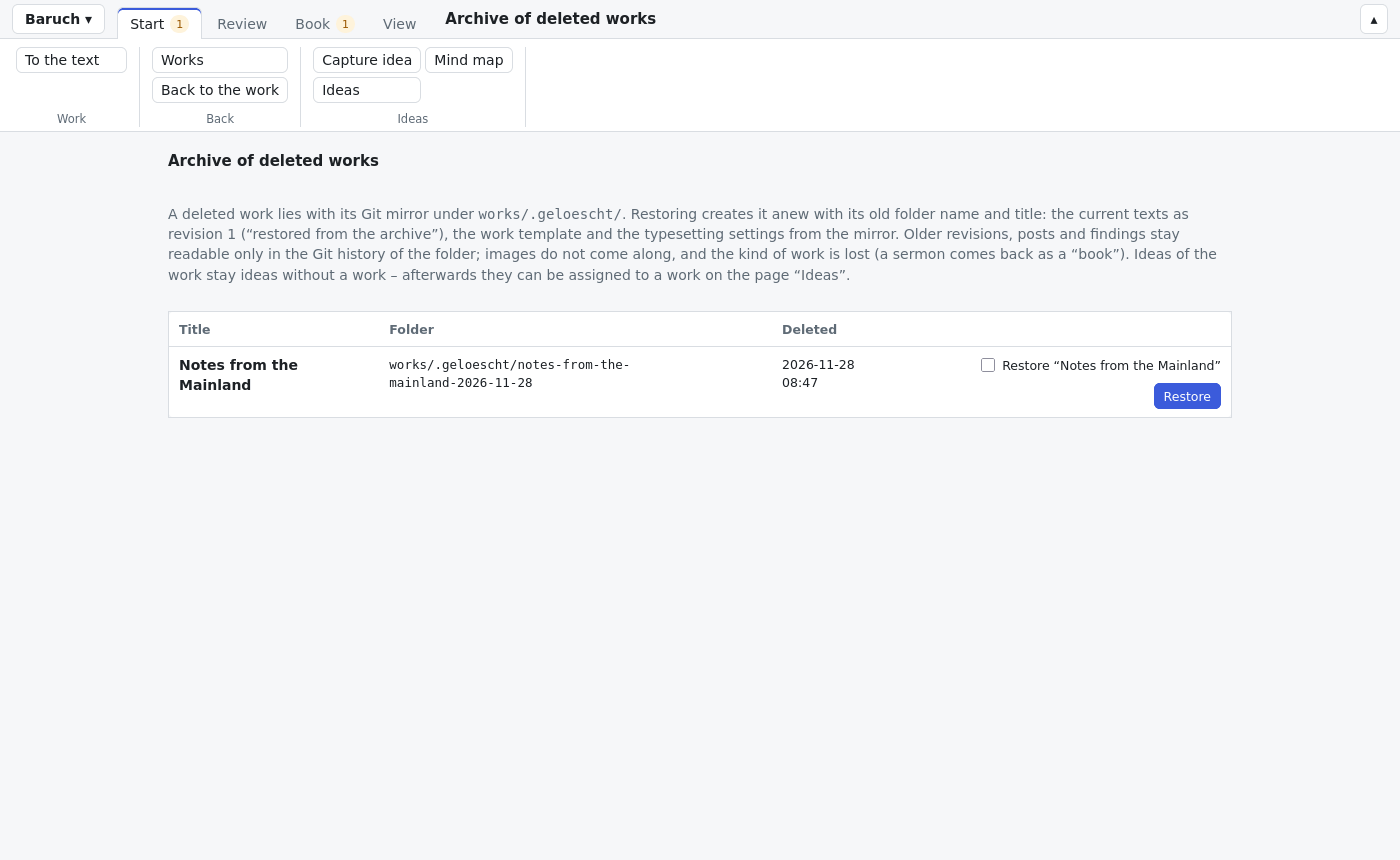 Baruch ▾
Start 1
Review
Book 1
View
Archive of deleted works
▴
To the text
Work
Works
Back to the work
Back
Capture idea
Mind map
Ideas
Ideas
Archive of deleted works
A deleted work lies with its Git mirror under works/.geloescht/. Restoring creates it anew with its old folder name and title: the current texts as
revision 1 (“restored from the archive”), the work template and the typesetting settings from the mirror. Older revisions, posts and findings stay
readable only in the Git history of the folder; images do not come along, and the kind of work is lost (a sermon comes back as a “book”). Ideas of the
work stay ideas without a work – afterwards they can be assigned to a work on the page “Ideas”.
Title Folder Deleted
Notes from the
Mainland
works/.geloescht/notes-from-the-
mainland-2026-11-28
2026-11-28
08:47
Restore “Notes from the Mainland”
Restore